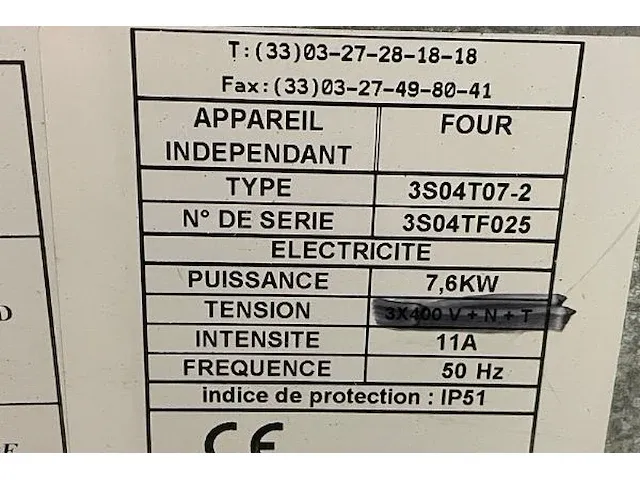 T:(33)03-27-28-18-18
Fax:(33)03-27-49-80-41
APPAREIL INDEPENDANT FOUR
TYPE 3S04T07-2
N° DE SERIE 3S04TF025
ELECTRICITE
PUISSANCE 7,6KW
TENSION 3X400 V + N + T
INTENSITE 11A
FREQUENCE 50 Hz
indice de protection : IP51
CE
D
E